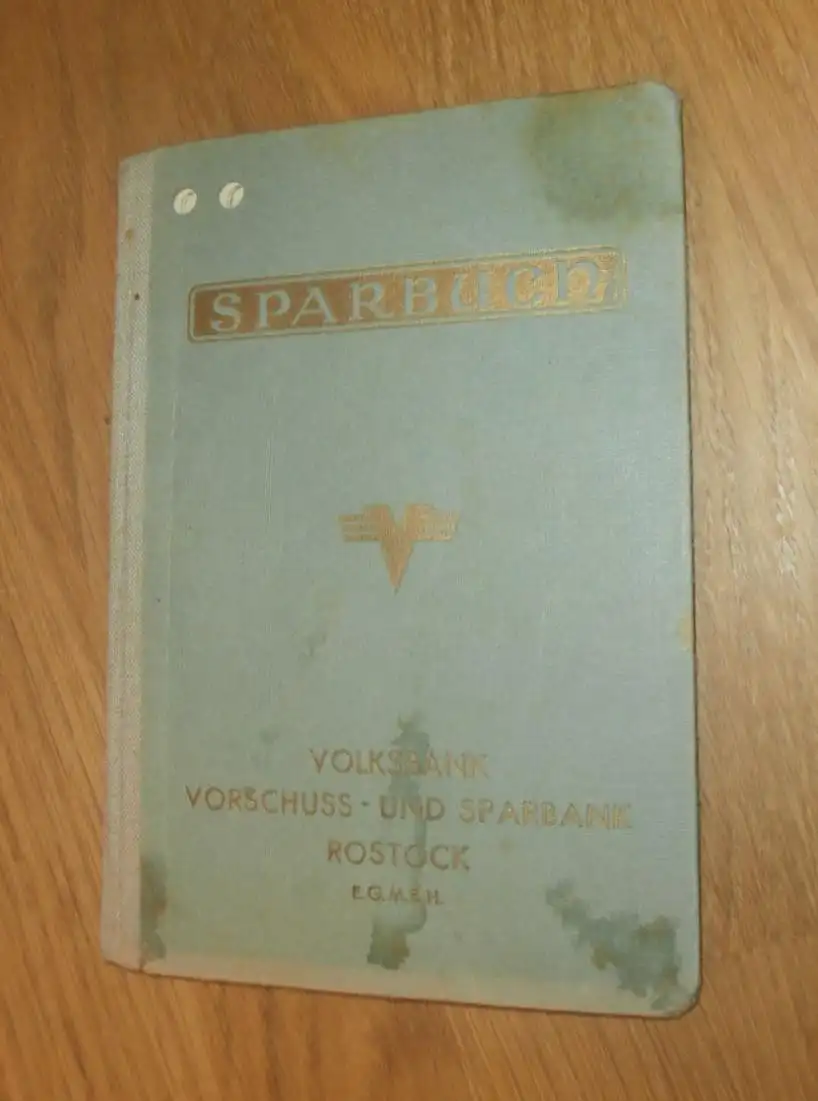 SPARBUCH
VOLKSBANK
VORSCHUSS - UND SPARBANK
ROSTOCK
E.G.M.B.H.